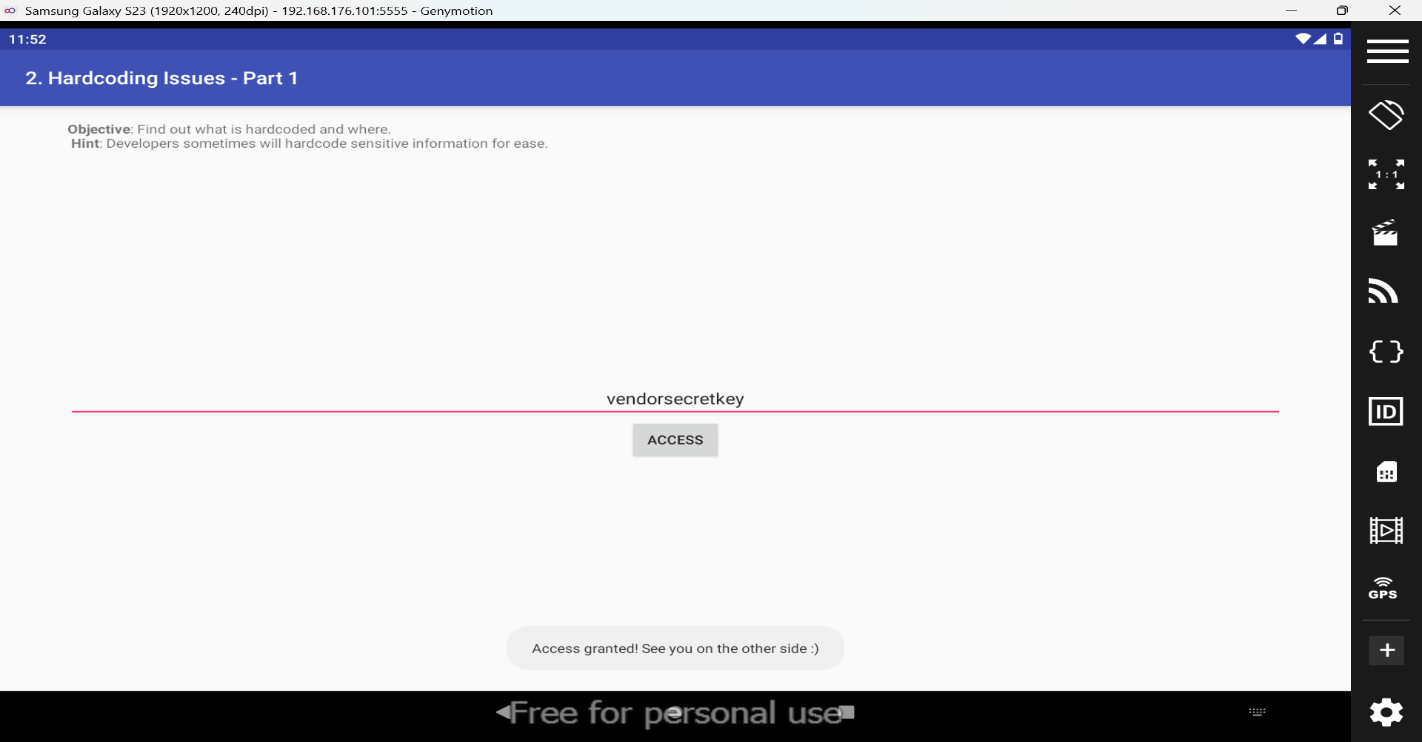 Samsung Galaxy S23 (1920x1200, 240dpi) - 192.168.176.101:5555 - Genymotion
11:52
2. Hardcoding Issues - Part 1
Objective: Find out what is hardcoded and where.
Hint: Developers sometimes will hardcode sensitive information for ease.
1 : 1
vendorsecretkey
ACCESS
ID
GPS
Access granted! See you on the other side :)
Free for personal use